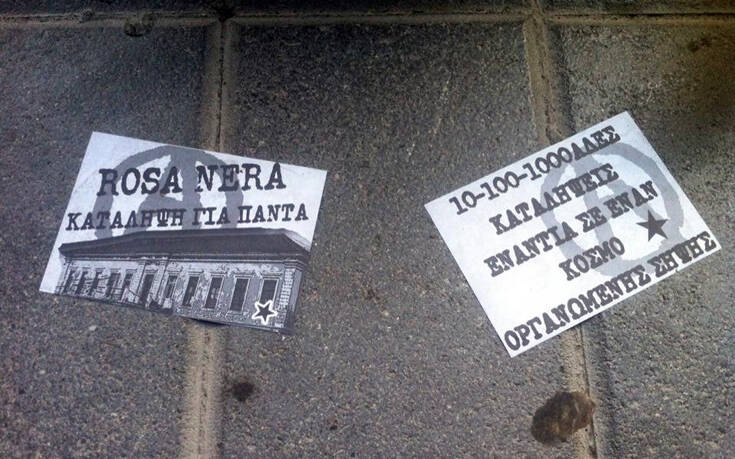 ROSA NERA
ΚΑΤΑΛΗΨΗ ΓΙΑ ΠΑΝΤΑ
10-100-1000ΑΔΕΣ
ΚΑΤΑΛΗΨΕΙΣ
ΕΝΑΝΤΙΑ ΣΕ ΕΝΑΝ
ΚΟΣΜΟ
ΟΡΓΑΝΩΜΕΝΗΣ ΣΗΨΗΣ